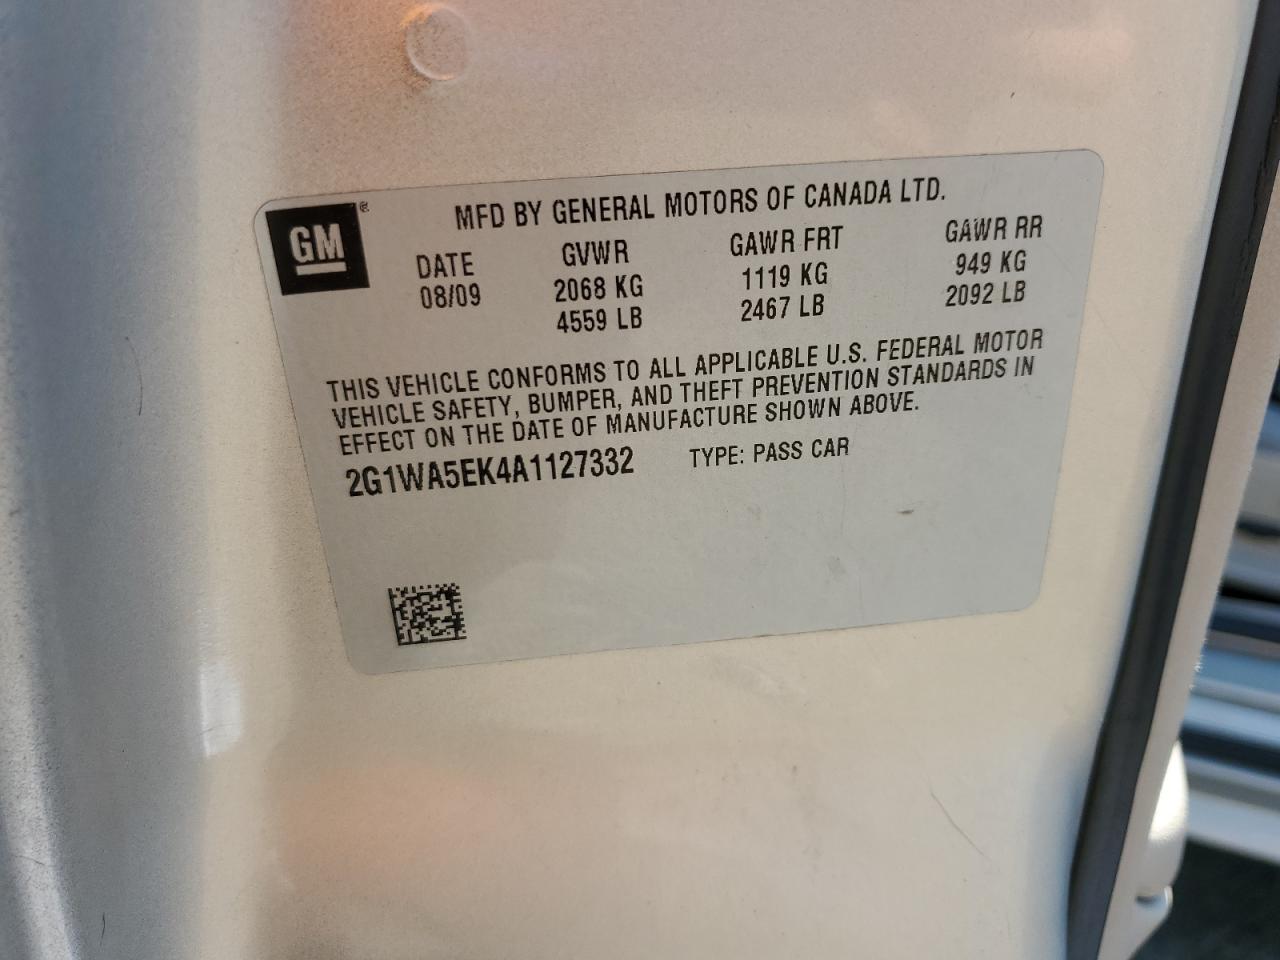 GM ®
MFD BY GENERAL MOTORS OF CANADA LTD.
DATE GVWR GAWR FRT GAWR RR
08/09 2068 KG 1119 KG 949 KG
4559 LB 2467 LB 2092 LB
THIS VEHICLE CONFORMS TO ALL APPLICABLE U.S. FEDERAL MOTOR
VEHICLE SAFETY, BUMPER, AND THEFT PREVENTION STANDARDS IN
EFFECT ON THE DATE OF MANUFACTURE SHOWN ABOVE.
2G1WA5EK4A1127332 TYPE: PASS CAR